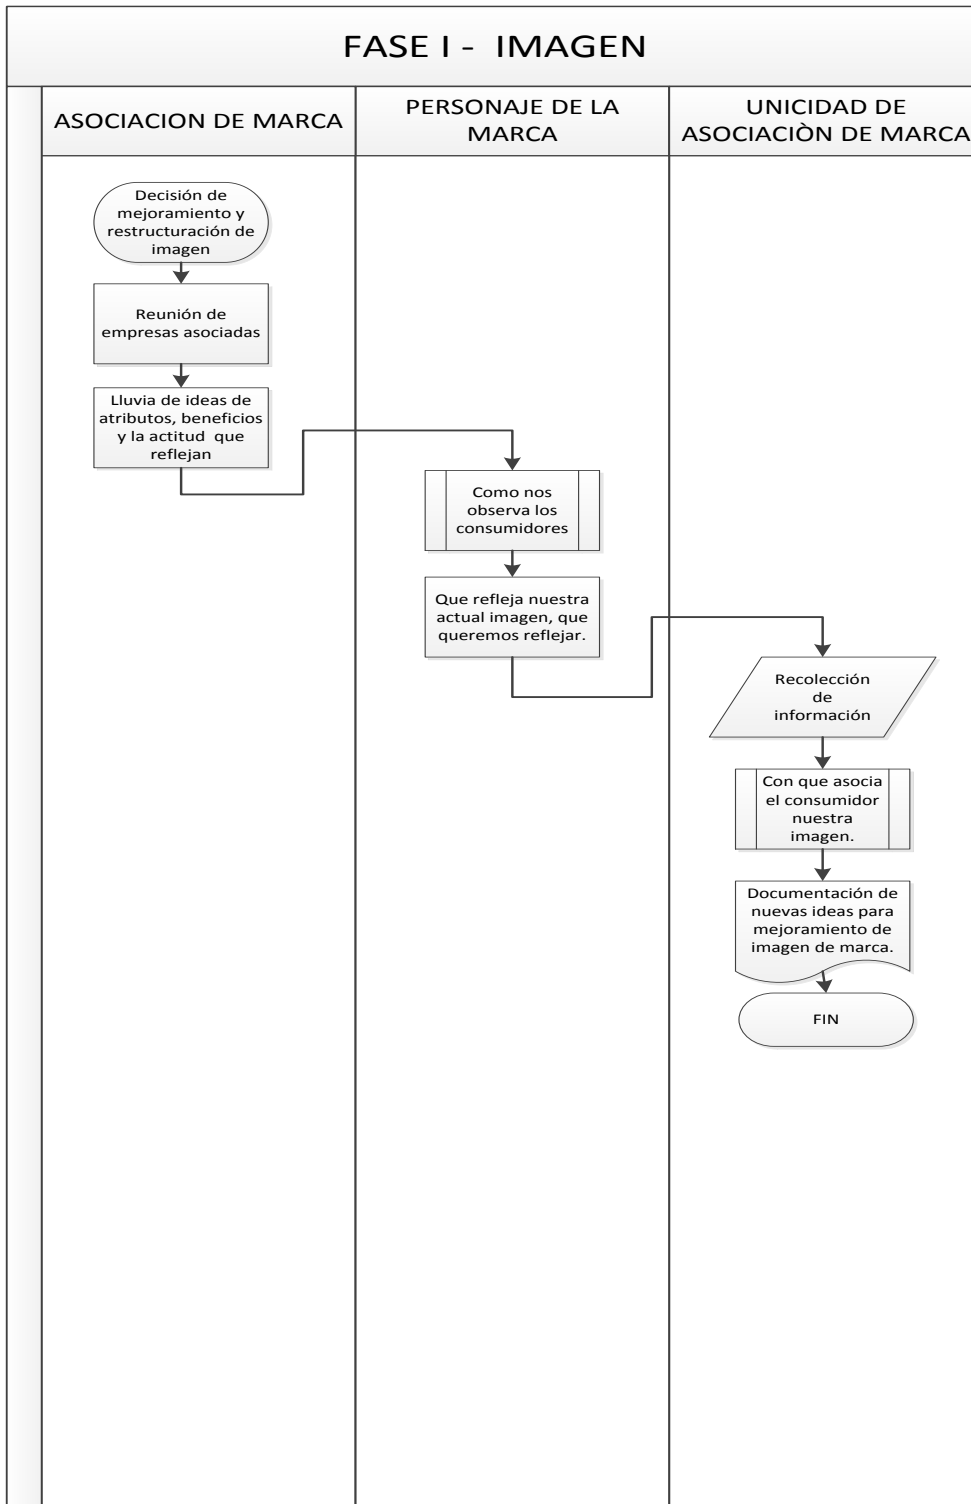 FASE I - IMAGEN
ASOCIACION DE MARCA
PERSONAJE DE LA
MARCA
UNICIDAD DE
ASOCIACIÒN DE MARCA
Decisión de
mejoramiento y
restructuración de
imagen
Reunión de
empresas asociadas
Lluvia de ideas de
atributos, beneficios
y la actitud que
reflejan
Como nos
observa los
consumidores
Que refleja nuestra
actual imagen, que
queremos reflejar.
Recolección
de
información
Con que asocia
el consumidor
nuestra
imagen.
Documentación de
nuevas ideas para
mejoramiento de
imagen de marca.
FIN